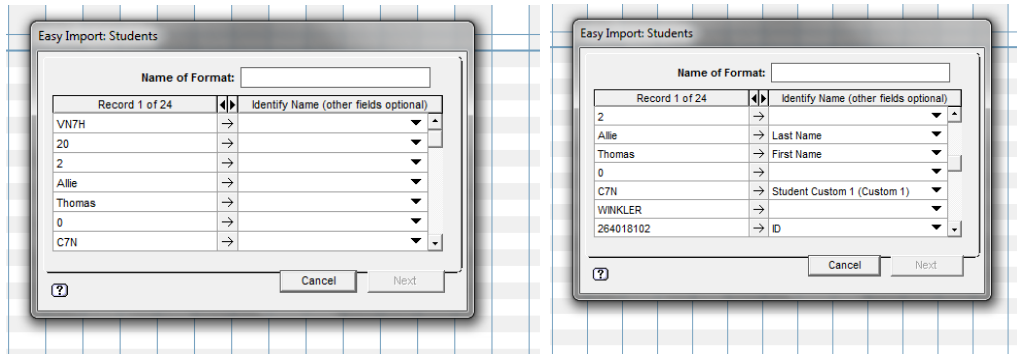 Easy Import: Students
Name of Format:
Record 1 of 24 Identify Name (other fields optional)
VN7H
20
2
Allie
Thomas
0
C7N
Cancel Next
?
Easy Import: Students
Name of Format:
Record 1 of 24 Identify Name (other fields optional)
2
Allie Last Name
Thomas First Name
0
C7N Student Custom 1 (Custom 1)
WINKLER
264018102 ID
Cancel Next
?